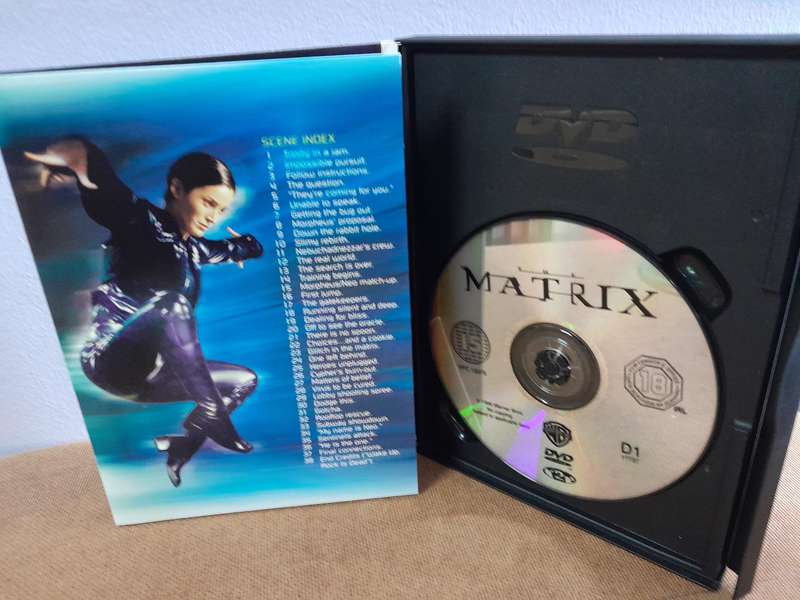 SCENE INDEX
1 Trinity in a jam.
2 Impossible pursuit.
3 Follow instructions.
4 The question.
5 "They're coming for you."
6 Unable to speak.
7 Getting the bug out.
8 Morpheus' proposal.
9 Down the rabbit hole.
10 Slimy rebirth.
11 Nebuchadnezzar's crew.
12 The real world.
13 The search is over.
14 Training begins.
15 Morpheus/Neo match-up.
16 First jump.
17 The gatekeepers.
18 Running silent and deep.
19 Dealing for bliss.
20 Off to see the oracle.
21 There is no spoon.
22 Choices...and a cookie.
23 Glitch in the matrix.
24 One left behind.
25 Heroes unplugged.
26 Cypher's burn-out.
27 Matters of belief.
28 Virus to be cured.
29 Lobby shooting spree.
30 Dodge this.
31 Gotcha.
32 Rooftop rescue.
33 Subway showdown.
34 "My name is Neo."
35 Sentinels attack.
36 "He is the one."
37 Final connections.
38 End Credits ("Wake Up,
Rock is Dead")
DVD
THE
MATRIX
15
18
WB
DVD
2
D1